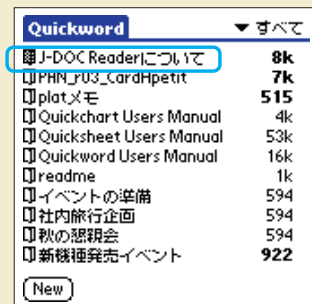 Quickword ▼ すべて
J-DOC Readerについて 8k
PHN_r03_CardHpetit 7k
platメモ 515
Quickchart Users Manual 4k
Quicksheet Users Manual 53k
Quickword Users Manual 16k
readme 1k
イベントの準備 594
社内旅行企画 594
秋の懇親会 594
新機種発売イベント 922
New